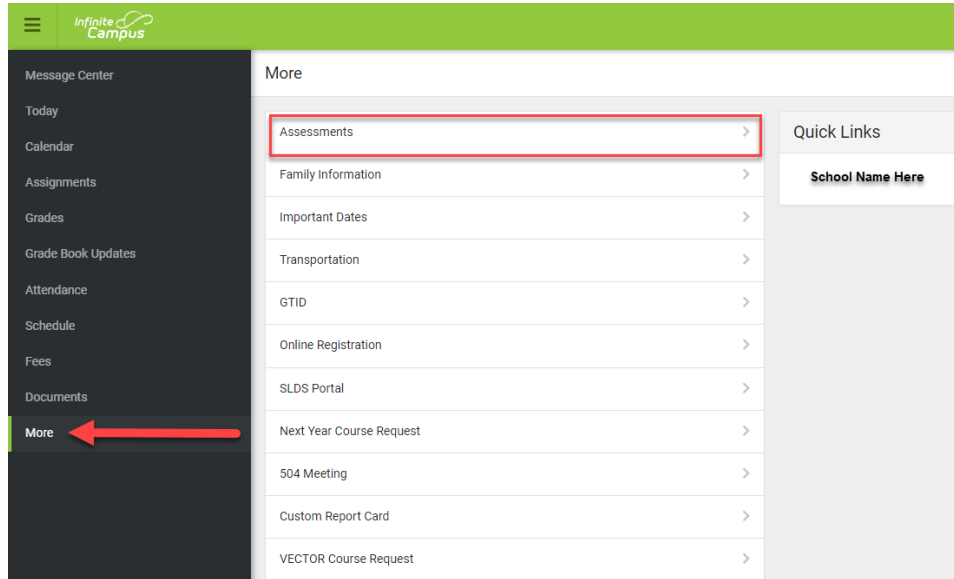 Infinite
Campus
Message Center
Today
Calendar
Assignments
Grades
Grade Book Updates
Attendance
Schedule
Fees
Documents
More
More
Assessments
Family Information
Important Dates
Transportation
GTID
Online Registration
SLDS Portal
Next Year Course Request
504 Meeting
Custom Report Card
VECTOR Course Request
Quick Links
School Name Here